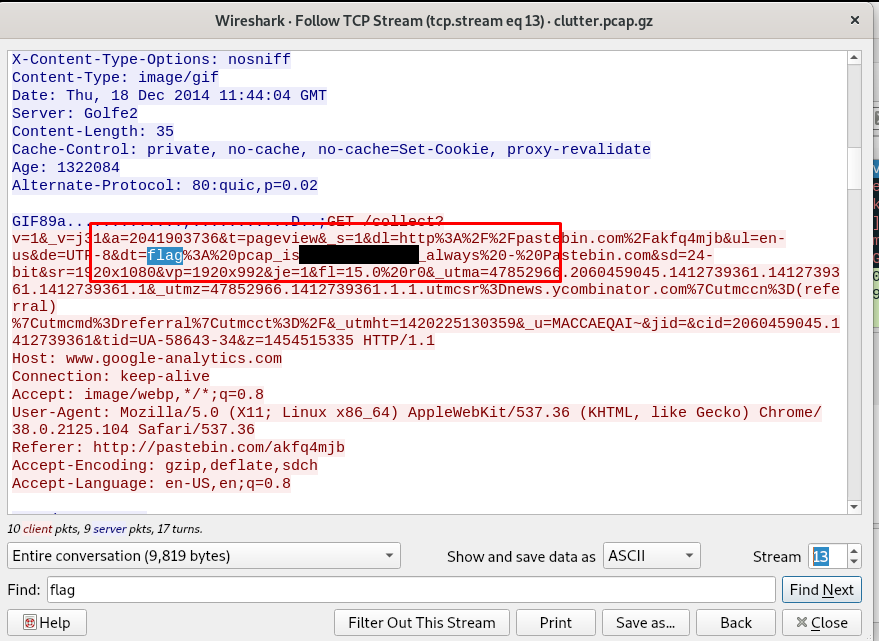 Wireshark · Follow TCP Stream (tcp.stream eq 13) · clutter.pcap.gz
X-Content-Type-Options: nosniff
Content-Type: image/gif
Date: Thu, 18 Dec 2014 11:44:04 GMT
Server: Golfe2
Content-Length: 35
Cache-Control: private, no-cache, no-cache=Set-Cookie, proxy-revalidate
Age: 1322084
Alternate-Protocol: 80:quic,p=0.02
GIF89a.............,...........D..;GET /collect?
v=1&_v=j31&a=2041903736&t=pageview&_s=1&dl=http%3A%2F%2Fpastebin.com%2Fakfq4mjb&ul=en-
us&de=UTF-8&dt=flag%3A%20pcap_is _always%20-%20Pastebin.com&sd=24-
bit&sr=1920x1080&vp=1920x992&je=1&fl=15.0%20r0&_utma=47852966.2060459045.1412739361.14127393
61.1412739361.1&_utmz=47852966.1412739361.1.1.utmcsr%3Dnews.ycombinator.com%7Cutmccn%3D(refe
rral)
%7Cutmcmd%3Dreferral%7Cutmcct%3D%2F&_utmht=1420225130359&_u=MACCAEQAI~&jid=&cid=2060459045.1
412739361&tid=UA-58643-34&z=1454515335 HTTP/1.1
Host: www.google-analytics.com
Connection: keep-alive
Accept: image/webp,*/*;q=0.8
User-Agent: Mozilla/5.0 (X11; Linux x86_64) AppleWebKit/537.36 (KHTML, like Gecko) Chrome/
38.0.2125.104 Safari/537.36
Referer: http://pastebin.com/akfq4mjb
Accept-Encoding: gzip,deflate,sdch
Accept-Language: en-US,en;q=0.8
10 client pkts, 9 server pkts, 17 turns.
Entire conversation (9,819 bytes) Show and save data as ASCII Stream 13
Find: flag Find Next
Help Filter Out This Stream Print Save as... Back Close